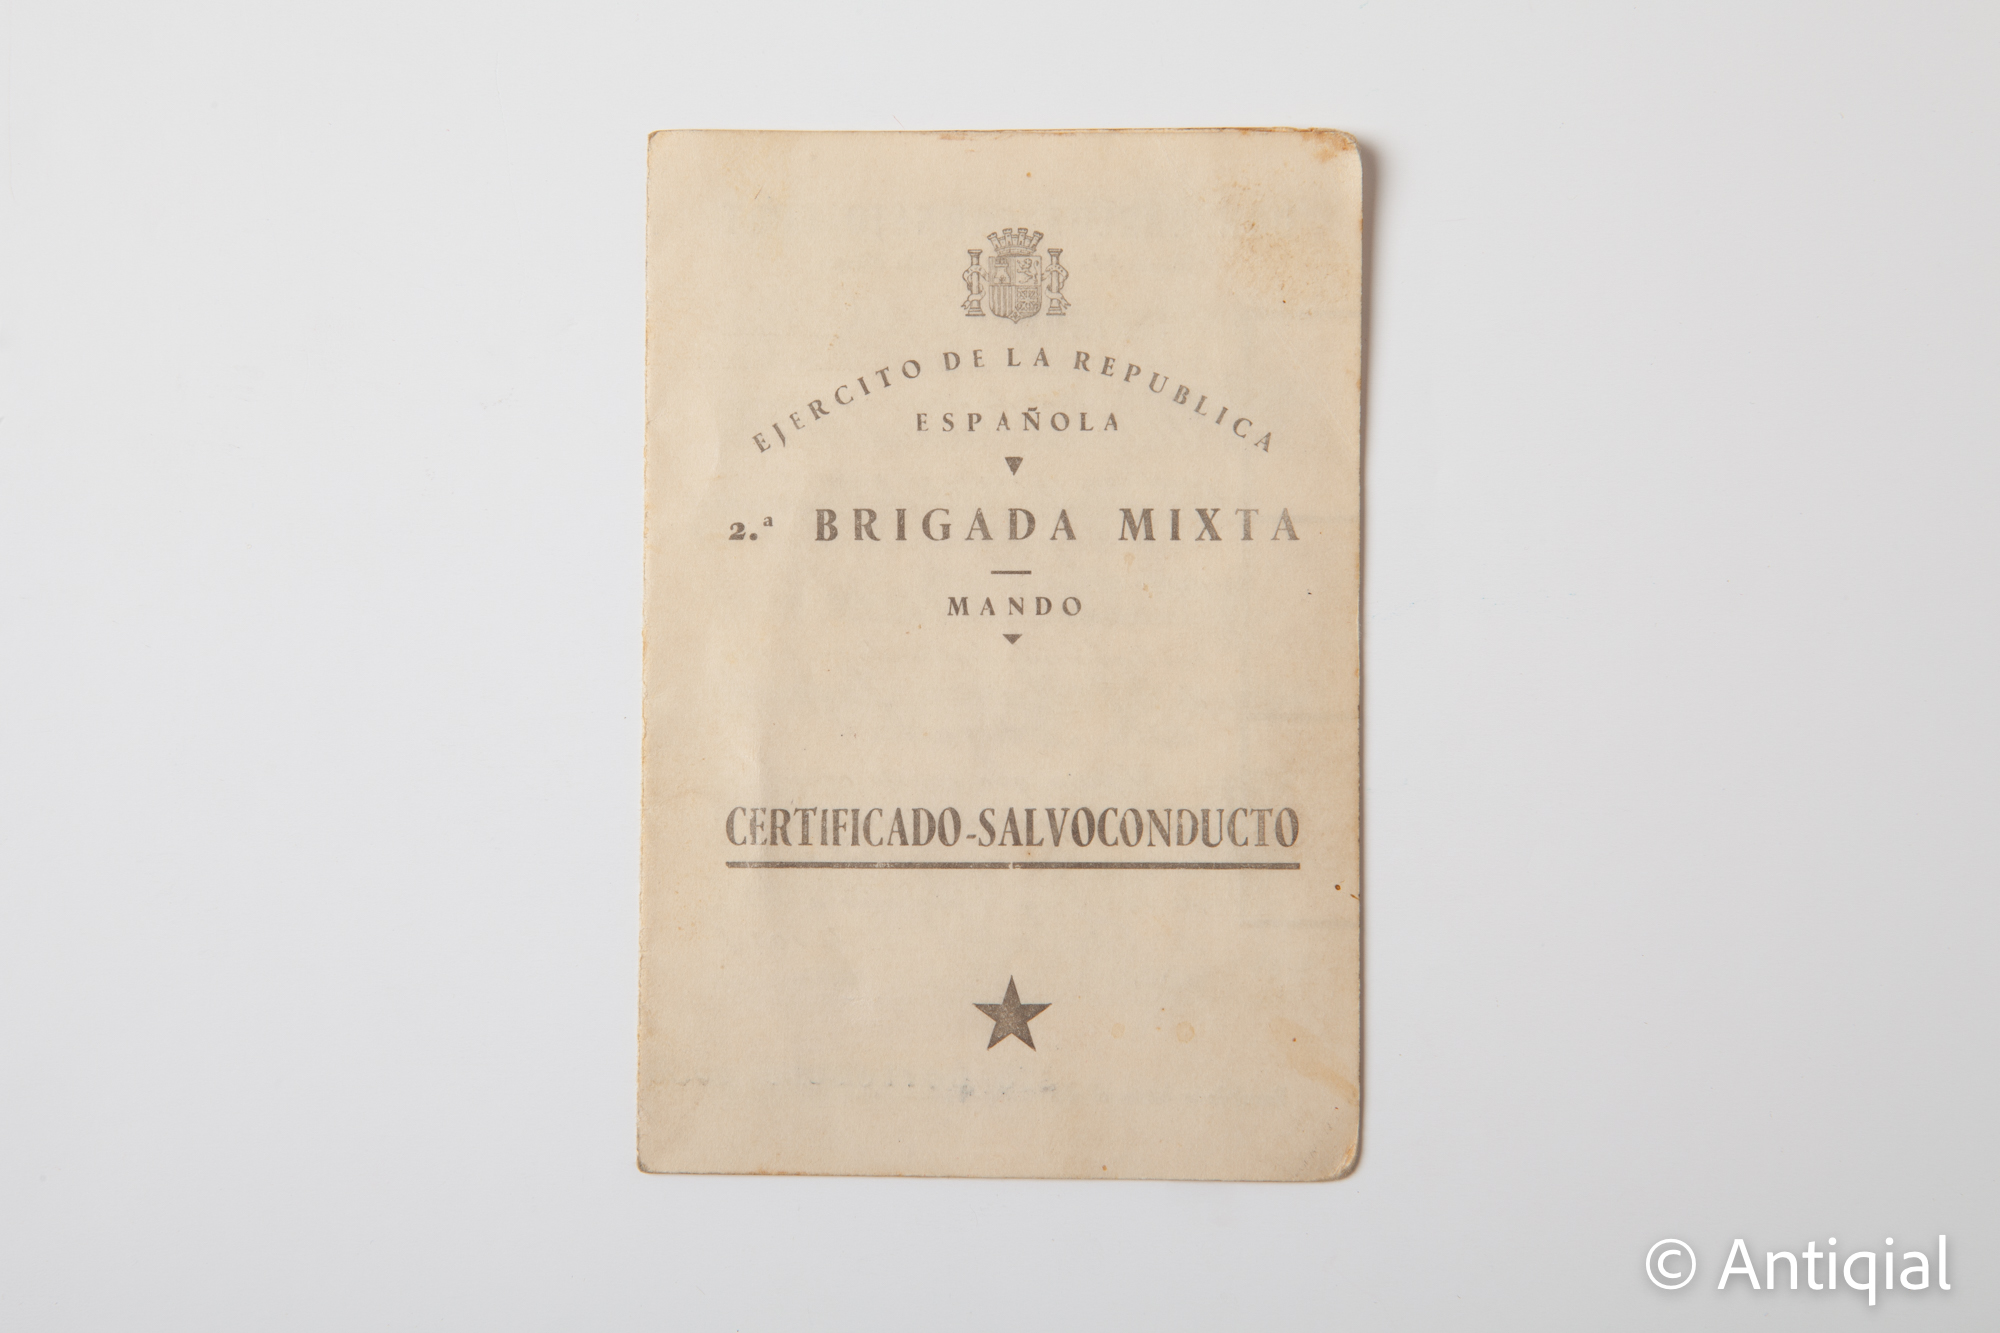 EJERCITO DE LA REPUBLICA
ESPAÑOLA
2.ª BRIGADA MIXTA
MANDO
CERTIFICADO-SALVOCONDUCTO
© Antiqial